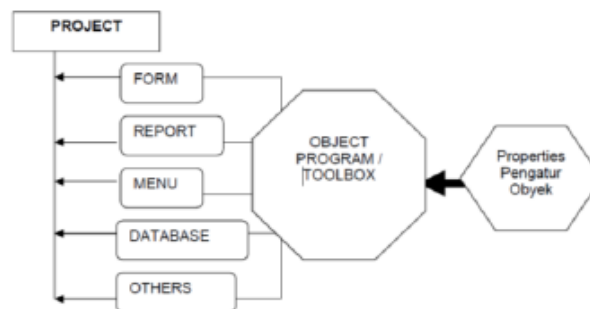 PROJECT
FORM
REPORT
MENU
DATABASE
OTHERS
OBJECT
PROGRAM /
TOOLBOX
Properties
Pengatur
Obyek